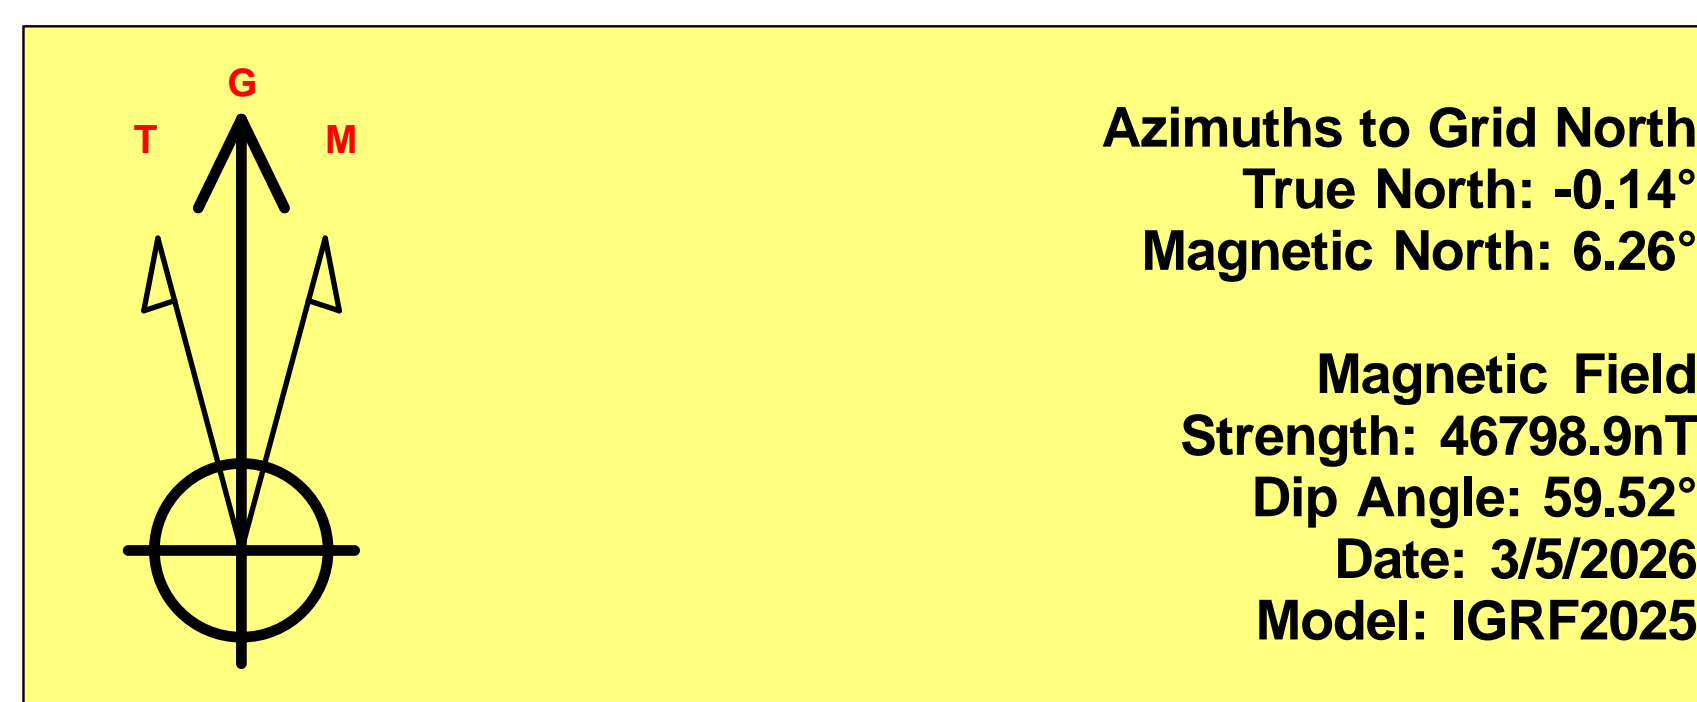 G
T M
Azimuths to Grid North
True North: -0.14°
Magnetic North: 6.26°
Magnetic Field
Strength: 46798.9nT
Dip Angle: 59.52°
Date: 3/5/2026
Model: IGRF2025